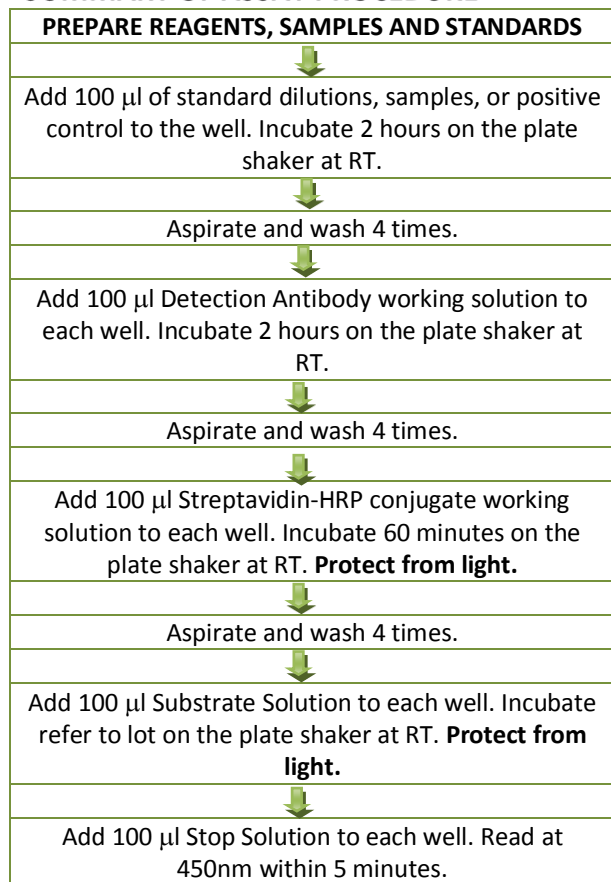 PREPARE REAGENTS, SAMPLES AND STANDARDS
Add 100 μl of standard dilutions, samples, or positive
control to the well. Incubate 2 hours on the plate
shaker at RT.
Aspirate and wash 4 times.
Add 100 μl Detection Antibody working solution to
each well. Incubate 2 hours on the plate shaker at
RT.
Aspirate and wash 4 times.
Add 100 μl Streptavidin-HRP conjugate working
solution to each well. Incubate 60 minutes on the
plate shaker at RT. Protect from light.
Aspirate and wash 4 times.
Add 100 μl Substrate Solution to each well. Incubate
refer to lot on the plate shaker at RT. Protect from
light.
Add 100 μl Stop Solution to each well. Read at
450nm within 5 minutes.